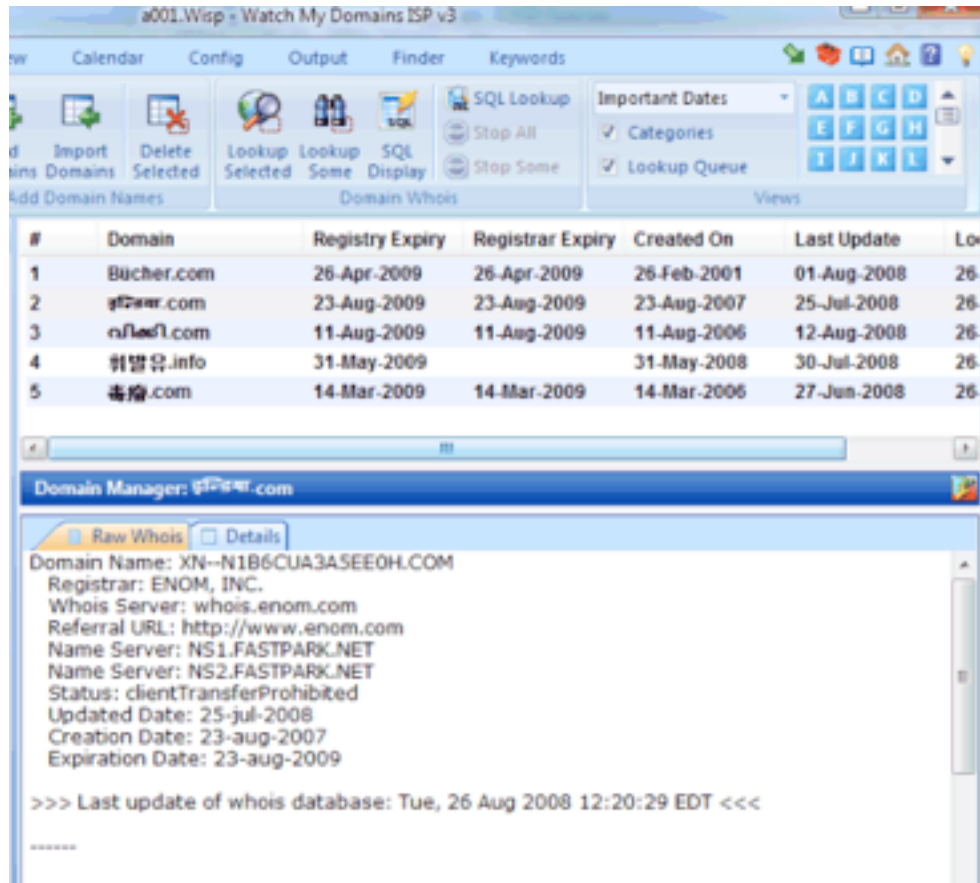 a001.Wisp - Watch My Domains ISP v3
Calendar Config Output Finder Keywords
SQL Lookup Important Dates A B C D
Stop All Categories E F G H
Import Domains Delete Selected Lookup Selected Lookup Some SQL Display Stop Some Lookup Queue I J K L
Add Domain Names Domain Whois Views
# Domain Registry Expiry Registrar Expiry Created On Last Update
1 Bücher.com 26-Apr-2009 26-Apr-2009 26-Feb-2001 01-Aug-2008 26-
2 .com 23-Aug-2009 23-Aug-2009 23-Aug-2007 25-Jul-2008 26-
3 .com 11-Aug-2009 11-Aug-2009 11-Aug-2006 12-Aug-2008 26-
4 휘발유.info 31-May-2009 31-May-2008 30-Jul-2008 26-
5 .com 14-Mar-2009 14-Mar-2009 14-Mar-2006 27-Jun-2008 26-
Domain Manager: .com
Raw Whois Details
Domain Name: XN--N1B6CUA3A5EE0H.COM
Registrar: ENOM, INC.
Whois Server: whois.enom.com
Referral URL: http://www.enom.com
Name Server: NS1.FASTPARK.NET
Name Server: NS2.FASTPARK.NET
Status: clientTransferProhibited
Updated Date: 25-jul-2008
Creation Date: 23-aug-2007
Expiration Date: 23-aug-2009
>>> Last update of whois database: Tue, 26 Aug 2008 12:20:29 EDT <<<
------